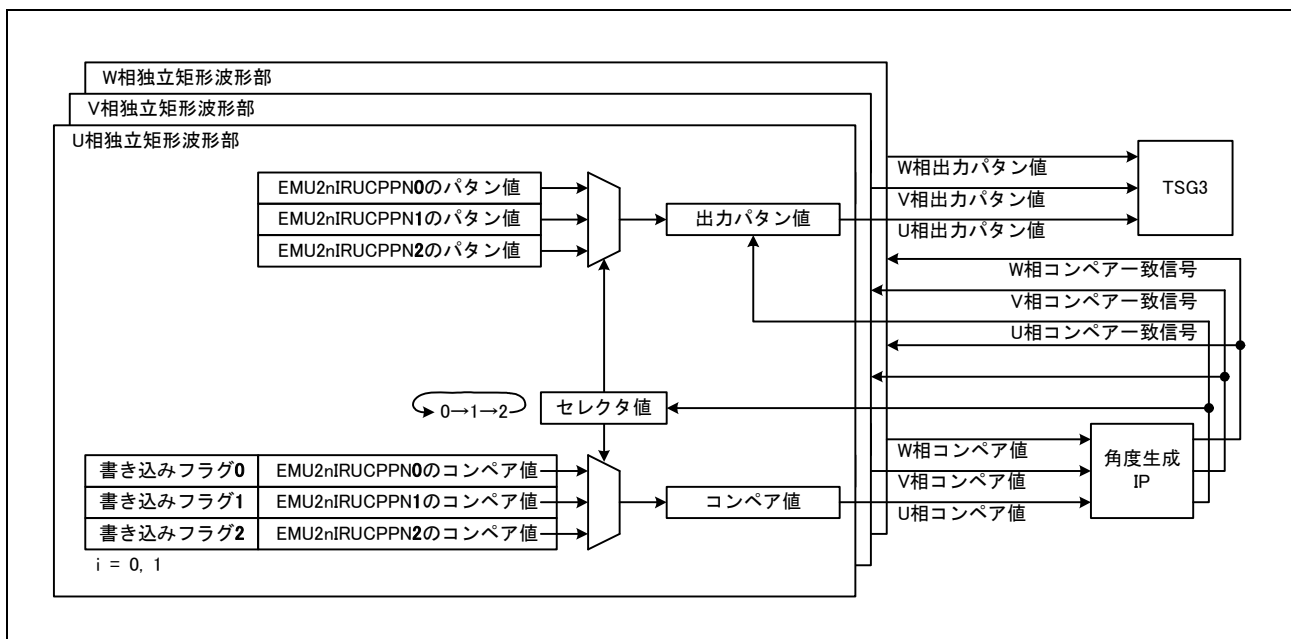 W相独立矩形波形部
V相独立矩形波形部
U相独立矩形波形部
EMU2nIRUCPPN0のパタン値
EMU2nIRUCPPN1のパタン値
EMU2nIRUCPPN2のパタン値
出力パタン値
W相出力パタン値
V相出力パタン値
U相出力パタン値
TSG3
W相コンペアー致信号
V相コンペアー致信号
U相コンペアー致信号
0→1→2
セレクタ値
書き込みフラグ0
EMU2nIRUCPPN0のコンペア値
書き込みフラグ1
EMU2nIRUCPPN1のコンペア値
書き込みフラグ2
EMU2nIRUCPPN2のコンペア値
コンペア値
W相コンペア値
V相コンペア値
U相コンペア値
角度生成
IP
i = 0, 1